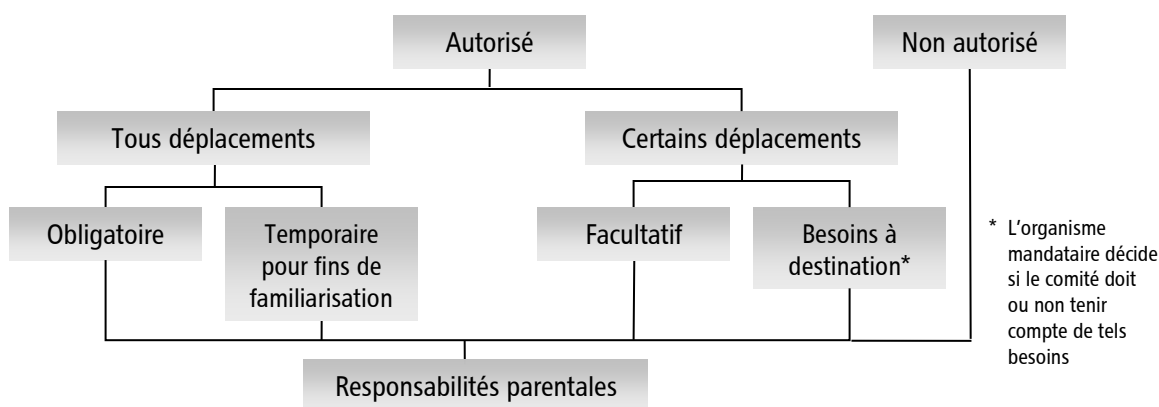 Autorisé
Non autorisé
Tous déplacements
Certains déplacements
Obligatoire
Temporaire
pour fins de
familiarisation
Facultatif
Besoins à
destination*
* L'organisme
mandataire décide
si le comité doit
ou non tenir
compte de tels
besoins
Responsabilités parentales